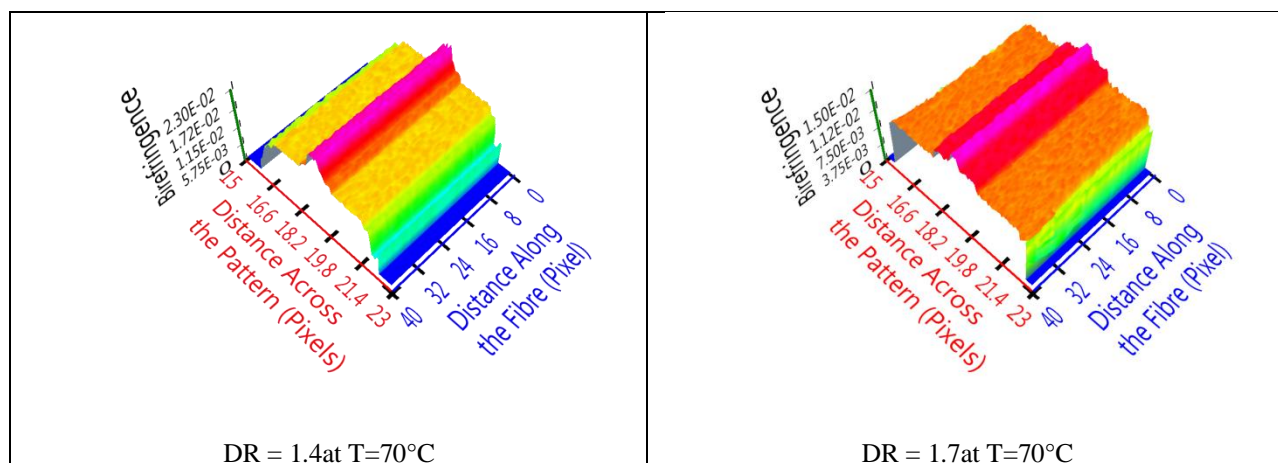 Birefringence
2.30E-02
1.72E-02
1.15E-02
5.75E-03
0
15
16.6
18.2
19.8
21.4
23
Distance Across
the Pattern (Pixels)
0
8
16
24
32
40
Distance Along
the Fibre (Pixel)
DR = 1.4at T=70°C
Birefringence
1.50E-02
1.12E-02
7.50E-03
3.75E-03
0
15
16.6
18.2
19.8
21.4
23
Distance Across
the Pattern (Pixels)
0
8
16
24
32
40
Distance Along
the Fibre (Pixel)
DR = 1.7at T=70°C